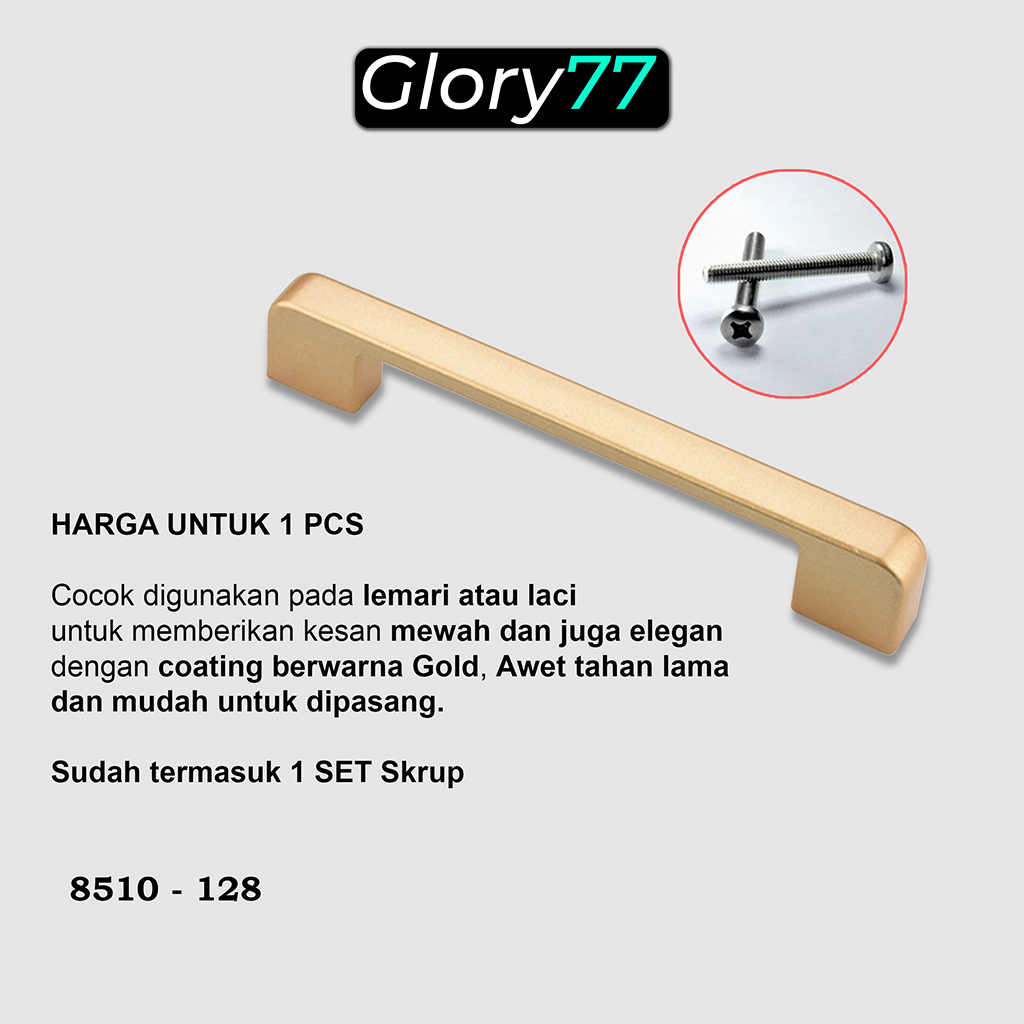 Glory77
HARGA UNTUK 1 PCS
Cocok digunakan pada lemari atau laci
untuk memberikan kesan mewah dan juga elegan
dengan coating berwarna Gold, Awet tahan lama
dan mudah untuk dipasang.
Sudah termasuk 1 SET Skrup
8510 - 128